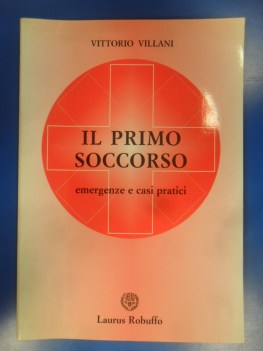 VITTORIO VILLANI
IL PRIMO
SOCCORSO
emergenze e casi pratici
Laurus Robuffo